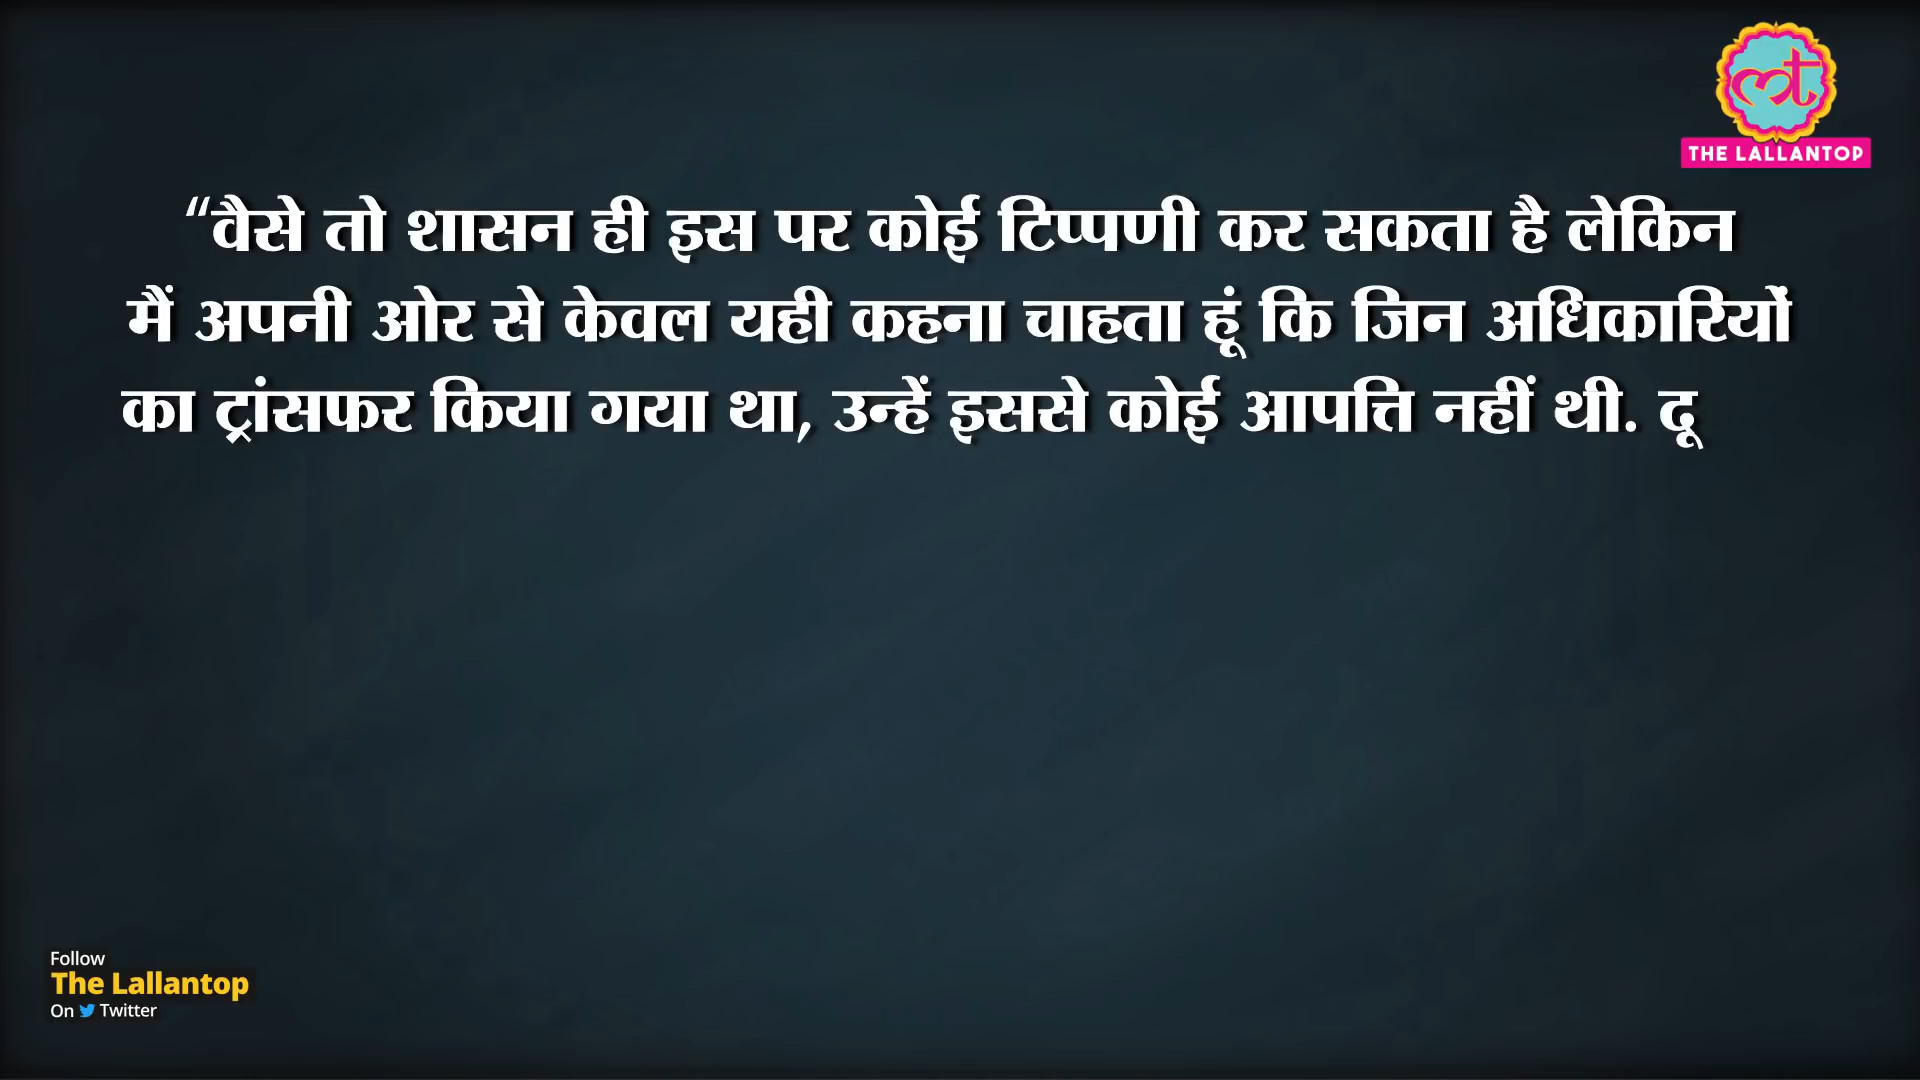 THE LALLANTOP
“वैसे तो शासन ही इस पर कोई टिप्पणी कर सकता है लेकिन
मैं अपनी ओर से केवल यही कहना चाहता हूं कि जिन अधिकारियों
का ट्रांसफर किया गया था, उन्हें इससे कोई आपत्ति नहीं थी. दू
Follow
The Lallantop
On Twitter